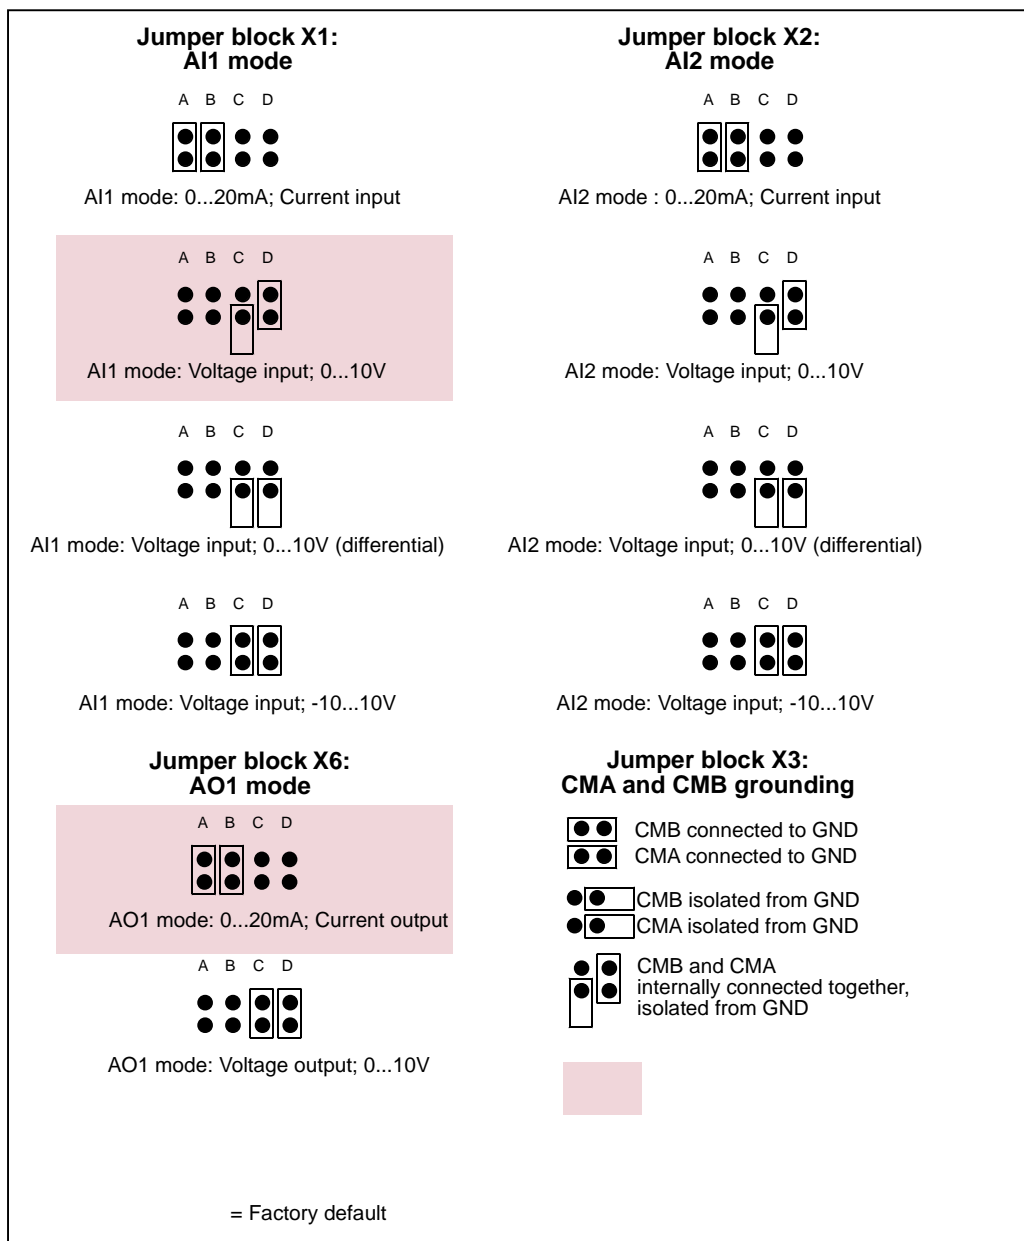 Jumper block X1:
AI1 mode
A B C D
AI1 mode: 0...20mA; Current input
A B C D
AI1 mode: Voltage input; 0...10V
A B C D
AI1 mode: Voltage input; 0...10V (differential)
A B C D
AI1 mode: Voltage input; -10...10V
Jumper block X2:
AI2 mode
A B C D
AI2 mode : 0...20mA; Current input
A B C D
AI2 mode: Voltage input; 0...10V
A B C D
AI2 mode: Voltage input; 0...10V (differential)
A B C D
AI2 mode: Voltage input; -10...10V
Jumper block X6:
AO1 mode
A B C D
AO1 mode: 0...20mA; Current output
A B C D
AO1 mode: Voltage output; 0...10V
Jumper block X3:
CMA and CMB grounding
CMB connected to GND
CMA connected to GND
CMB isolated from GND
CMA isolated from GND
CMB and CMA
internally connected together,
isolated from GND
= Factory default